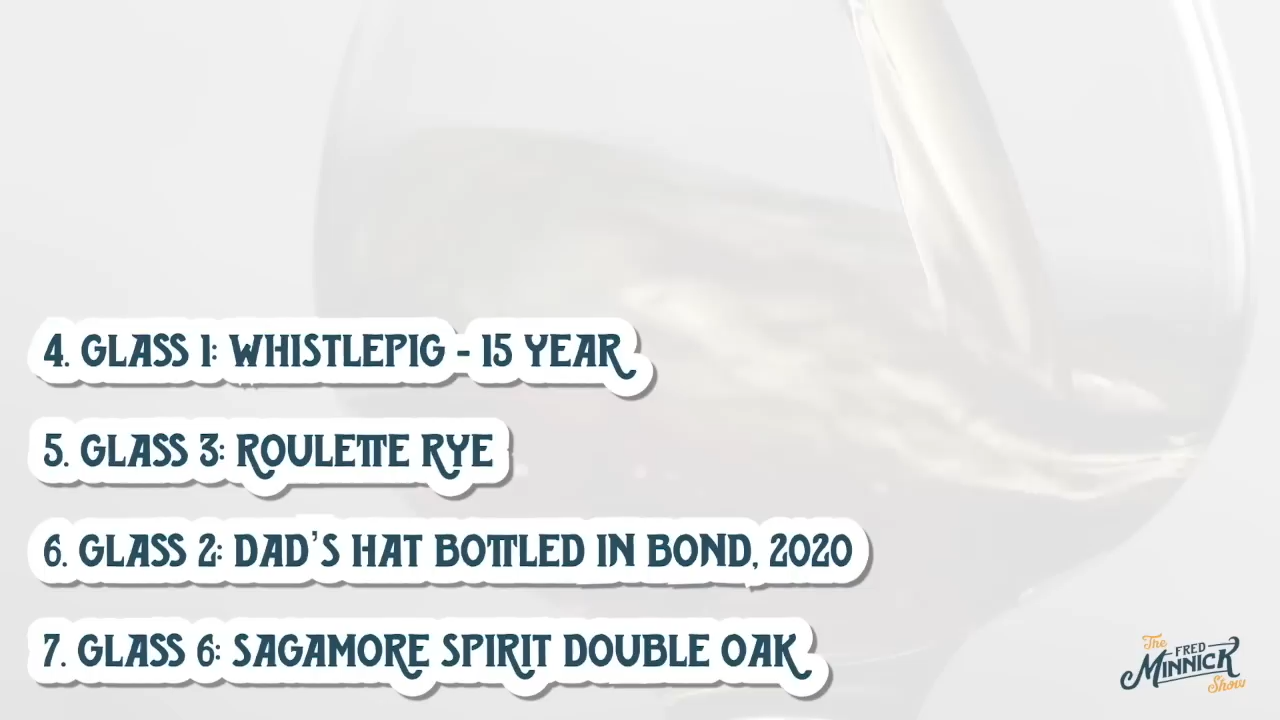 4. GLASS 1: WHISTLEPIG - 15 YEAR
5. GLASS 3: ROULETTE RYE
6. GLASS 2: DAD'S HAT BOTTLED IN BOND, 2020
7. GLASS 6: SAGAMORE SPIRIT DOUBLE OAK
The
FRED
MINNICK
Show